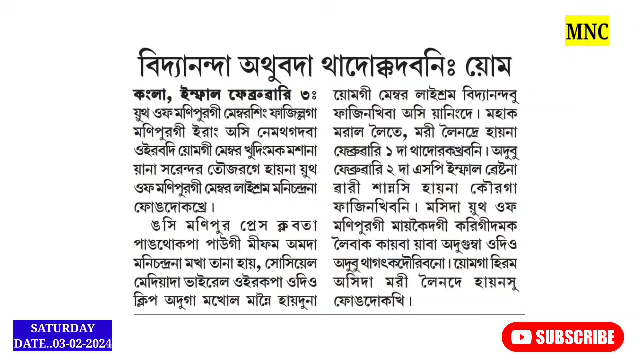 MNC
বিদ্যানন্দা অথুবদা থাদোক্কদবনিঃ য়োম
কংলা, ইম্ফাল ফেব্রুৱারি ৩ঃ
য়ুথ ওফ মণিপুরগী মেম্বরশিং ফাজিল্লগা
মণিপুরগী ইরাং অসি নেমথগদবা
ওইরবদি য়োমগী মেম্বর খুদিংমক মশানা
য়ানা সরেন্দর তৌজরগে হায়না য়ুথ
ওফ মণিপুরগী মেম্বর লাইশ্রম মনিচন্দ্রনা
ফোঙদোকখ্রে।
ঙসি মণিপুর প্রেস ক্লবতা
পাঙথোকপা পাউগী মীফম অমদা
মনিচন্দ্রনা মখা তানা হায়, সোসিয়েল
মেদিয়াদা ভাইরেল ওইরকপা ওদিও
ক্লিপ অদুগা মখোল মান্নৈ হায়দুনা
য়োমগী মেম্বর লাইশ্রম বিদ্যানন্দবু
ফাজিনখিবা অসি য়ানিংদে। মহাক
মরাল লৈতে, মরী লৈনদ্রে হায়না
ফেব্রুৱারি ১ দা থাদোরকখ্রবনি। অদুবু
ফেব্রুৱারি ২ দা এসপি ইম্ফাল ৱেষ্টনা
ৱারী শান্নসি হায়না কৌরগা
ফাজিনখিবনি। মসিদা য়ুথ ওফ
মণিপুরগী মায়কৈদগী করিগীদমক
লৈবাক কায়বা য়াবা অদুগুম্বা ওদিও
অদুবু থাগৎকদৌরিবনো। য়োমগা হিরম
অসিদা মরী লৈনদে হায়নসু
ফোঙদোকখি।
SATURDAY
DATE..03-02-2024
SUBSCRIBE